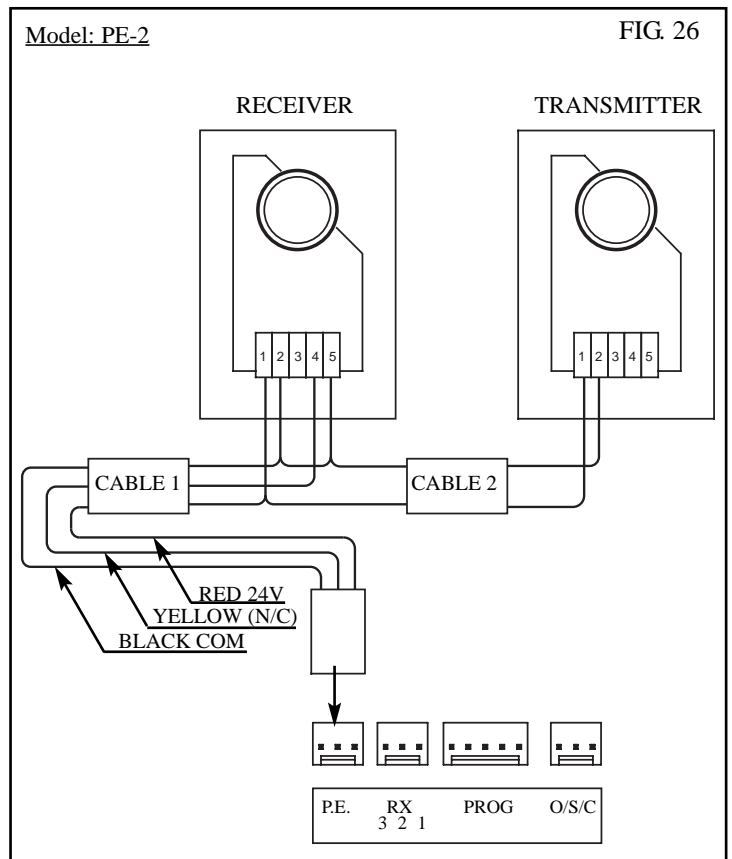 Model: PE-2
FIG. 26
RECEIVER
TRANSMITTER
1 2 3 4 5
1 2 3 4 5
CABLE 1
CABLE 2
RED 24V
YELLOW (N/C)
BLACK COM
P.E. RX PROG O/S/C
3 2 1